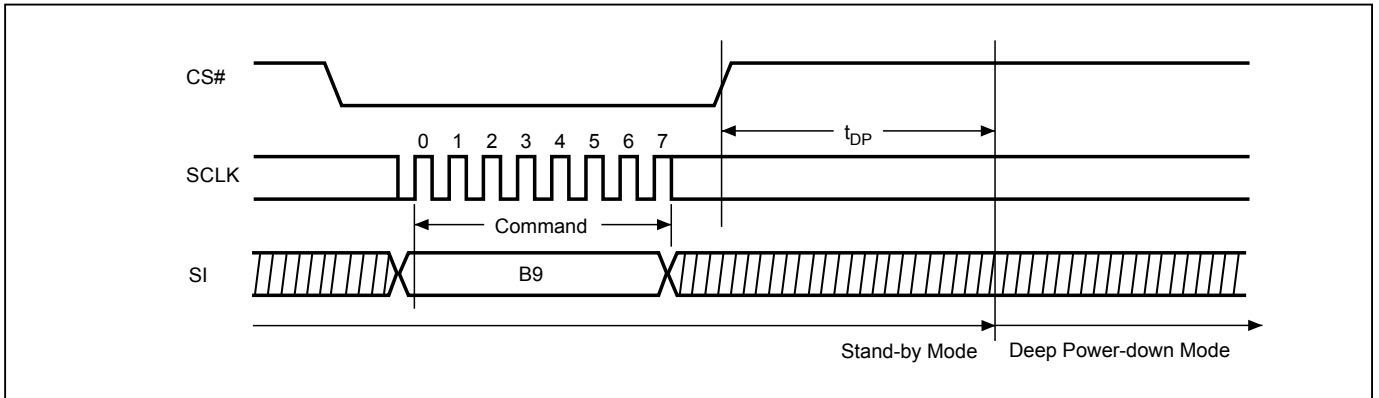 CS#
t_DP
0 1 2 3 4 5 6 7
SCLK
Command
SI
B9
Stand-by Mode
Deep Power-down Mode